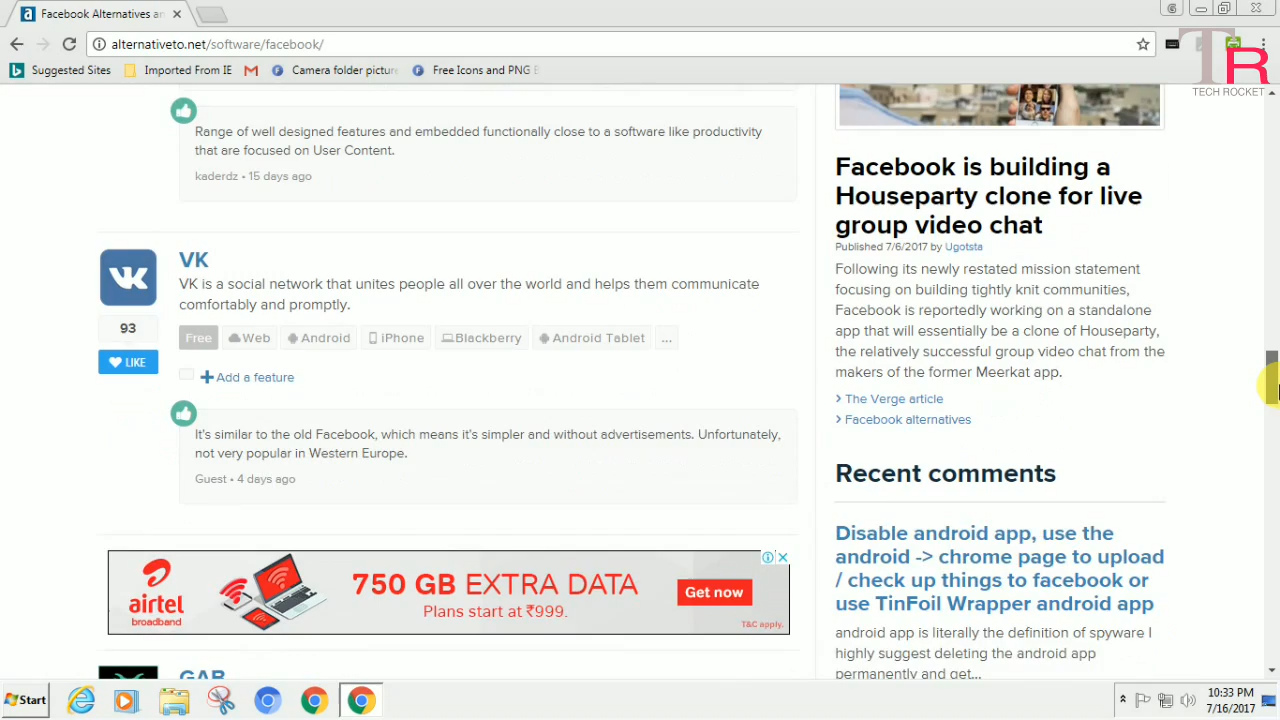 Facebook Alternatives an
alternativeto.net/software/facebook/
Suggested Sites
Imported From IE
Camera folder pictur
Free Icons and PNG B
TR
TECH ROCKET
Range of well designed features and embedded functionally close to a software like productivity
that are focused on User Content.
kaderdz • 15 days ago
VK
VK
VK is a social network that unites people all over the world and helps them communicate
comfortably and promptly.
93
LIKE
Free
Web
Android
iPhone
Blackberry
Android Tablet
...
Add a feature
It's similar to the old Facebook, which means it's simpler and without advertisements. Unfortunately,
not very popular in Western Europe.
Guest • 4 days ago
airtel
broadband
750 GB EXTRA DATA
Plans start at ₹999.
Get now
T&C apply.
GAB
Facebook is building a
Houseparty clone for live
group video chat
Published 7/6/2017 by Ugotsta
Following its newly restated mission statement
focusing on building tightly knit communities,
Facebook is reportedly working on a standalone
app that will essentially be a clone of Houseparty,
the relatively successful group video chat from the
makers of the former Meerkat app.
The Verge article
Facebook alternatives
Recent comments
Disable android app, use the
android -> chrome page to upload
/ check up things to facebook or
use TinFoil Wrapper android app
android app is literally the definition of spyware I
highly suggest deleting the android app
permanently and get...
Start
10:33 PM
7/16/2017